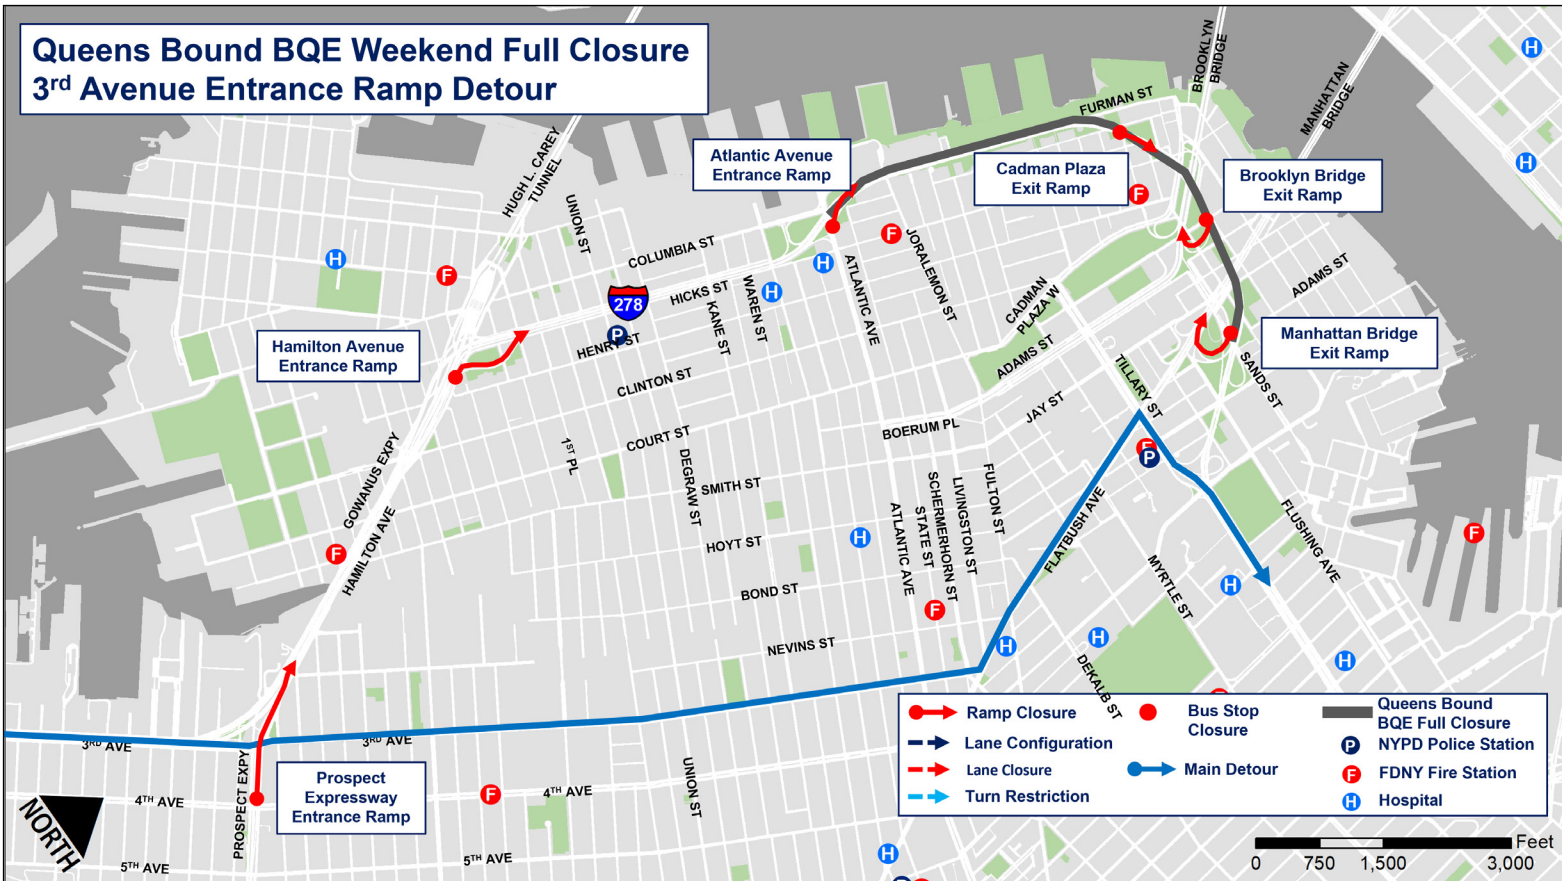 Queens Bound BQE Weekend Full Closure
3rd Avenue Entrance Ramp Detour
BROOKLYN
BRIDGE
MANHATTAN
BRIDGE
FURMAN ST
HUGH L. CAREY
TUNNEL
Atlantic Avenue
Entrance Ramp
Cadman Plaza
Exit Ramp
Brooklyn Bridge
Exit Ramp
UNION ST
COLUMBIA ST
JORALEMON ST
ADAMS ST
HICKS ST
WAREN ST
ATLANTIC AVE
CADMAN
PLAZA W
278
KANE ST
HENRY ST
Hamilton Avenue
Entrance Ramp
Manhattan Bridge
Exit Ramp
CLINTON ST
ADAMS ST
TILLARY ST
SANDS ST
JAY ST
COURT ST
BOERUM PL
1ST PL
DEGRAW ST
SMITH ST
GOWANUS EXPY
HAMILTON AVE
ATLANTIC AVE
STATE ST
SCHERMERHORN ST
LIVINGSTON ST
FULTON ST
FLATBUSH AVE
FLUSHING AVE
HOYT ST
MYRTLE ST
BOND ST
NEVINS ST
DEKALB ST
3RD AVE
3RD AVE
PROSPECT EXPY
UNION ST
4TH AVE
4TH AVE
5TH AVE
5TH AVE
Prospect
Expressway
Entrance Ramp
NORTH
Ramp Closure
Lane Configuration
Lane Closure
Turn Restriction
Bus Stop
Closure
Main Detour
Queens Bound
BQE Full Closure
P NYPD Police Station
F FDNY Fire Station
H Hospital
Feet
0 750 1,500 3,000
H
H
F
F
H
H
H
F
P
F
F
P
H
F
F
H
H
H
H
F
H